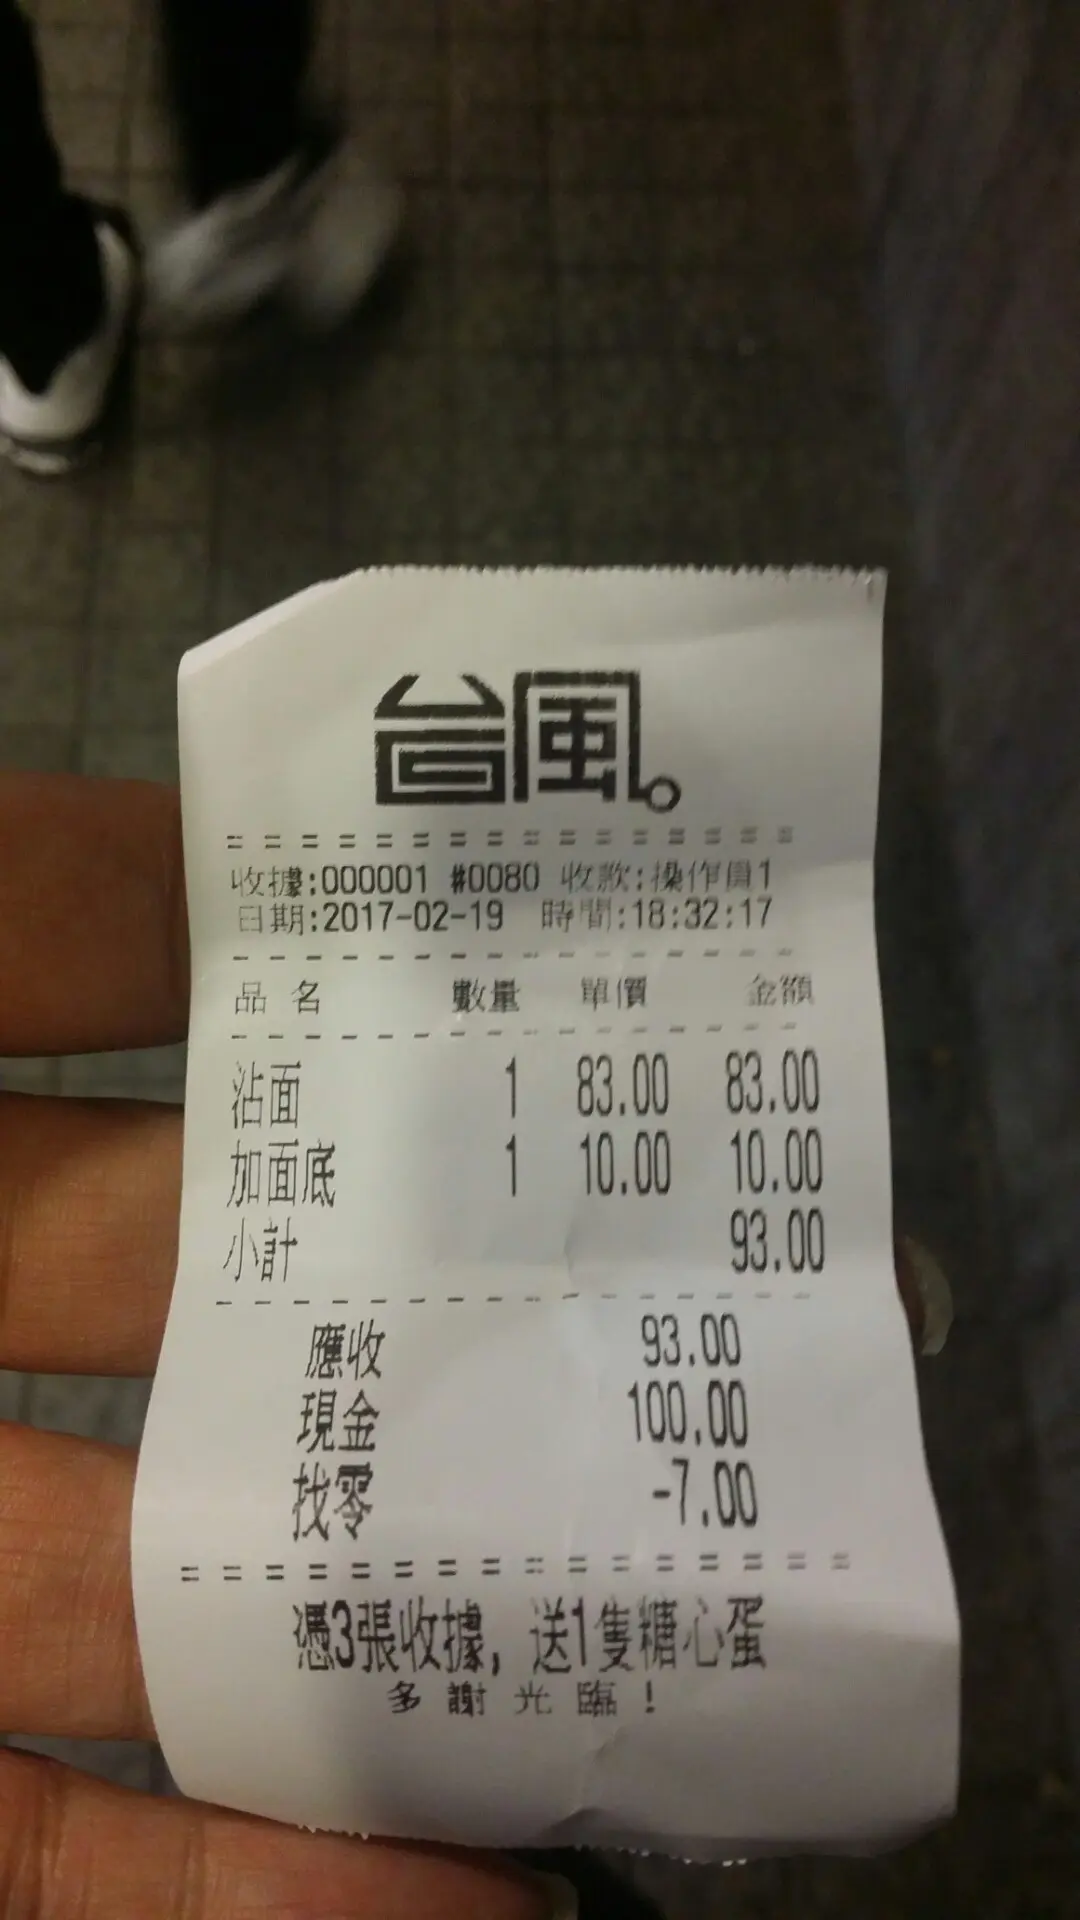 台風。
= = = = = = = = = = = = = = = =
收據:000001 #0080 收款:操作員1
日期:2017-02-19 時間:18:32:17
- - - - - - - - - - - - - - - -
品 名 數量 單價 金額
- - - - - - - - - - - - - - - -
沾面 1 83.00 83.00
加面底 1 10.00 10.00
小計 93.00
- - - - - - - - - - - - - - - -
應收 93.00
現金 100.00
找零 -7.00
= = = = = = = = = = = = = = = =
憑3張收據, 送1隻糖心蛋
多 謝 光 臨 !